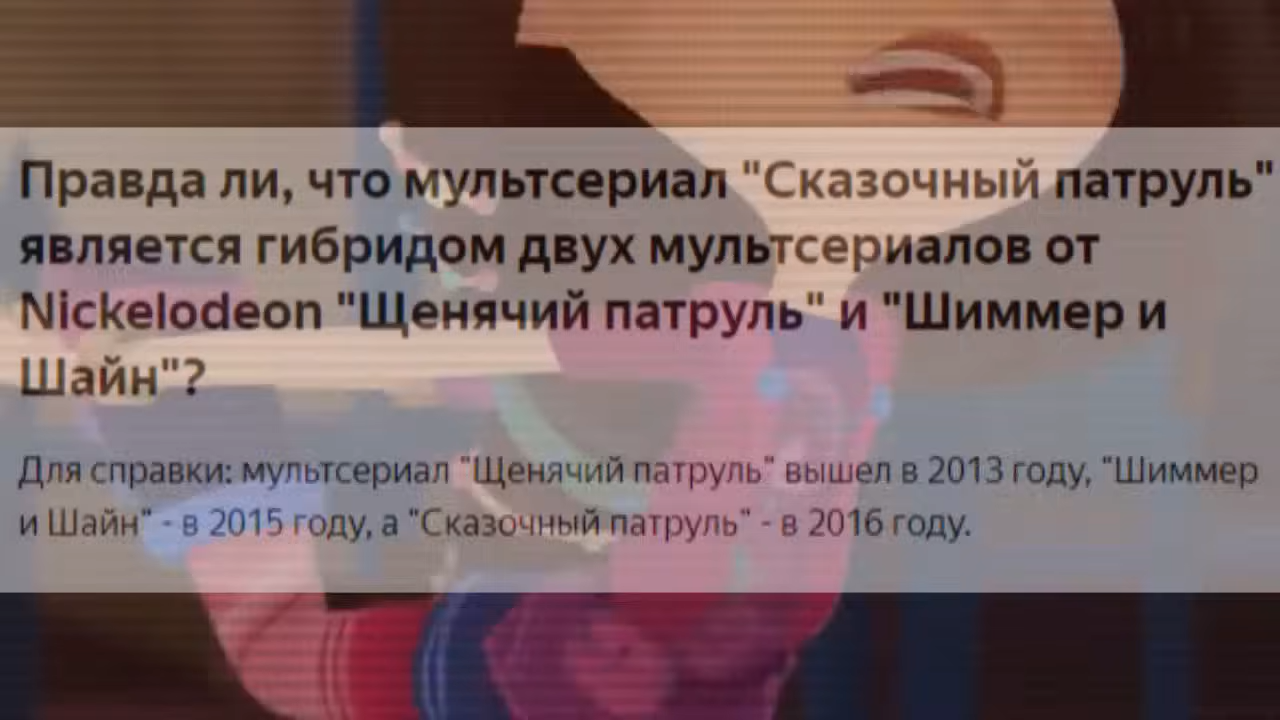 Правда ли, что мультсериал "Сказочный патруль"
является гибридом двух мультсериалов от
Nickelodeon "Щенячий патруль" и "Шиммер и
Шайн"?
Для справки: мультсериал "Щенячий патруль" вышел в 2013 году, "Шиммер
и Шайн" - в 2015 году, а "Сказочный патруль" - в 2016 году.